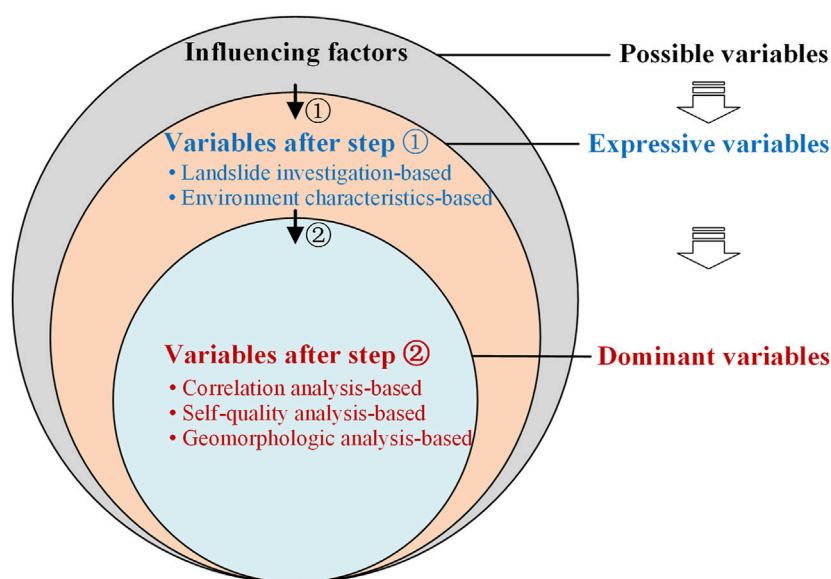 Influencing factors
Possible variables
①
Variables after step ①
Expressive variables
• Landslide investigation-based
• Environment characteristics-based
②
Variables after step ②
Dominant variables
• Correlation analysis-based
• Self-quality analysis-based
• Geomorphologic analysis-based